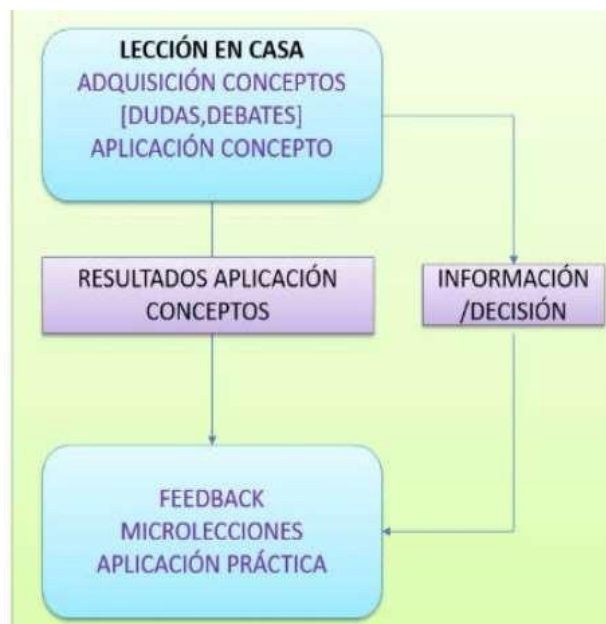 LECCIÓN EN CASA
ADQUISICIÓN CONCEPTOS
[DUDAS,DEBATES]
APLICACIÓN CONCEPTO
RESULTADOS APLICACIÓN
CONCEPTOS
INFORMACIÓN
/DECISIÓN
FEEDBACK
MICROLECCIONES
APLICACIÓN PRÁCTICA